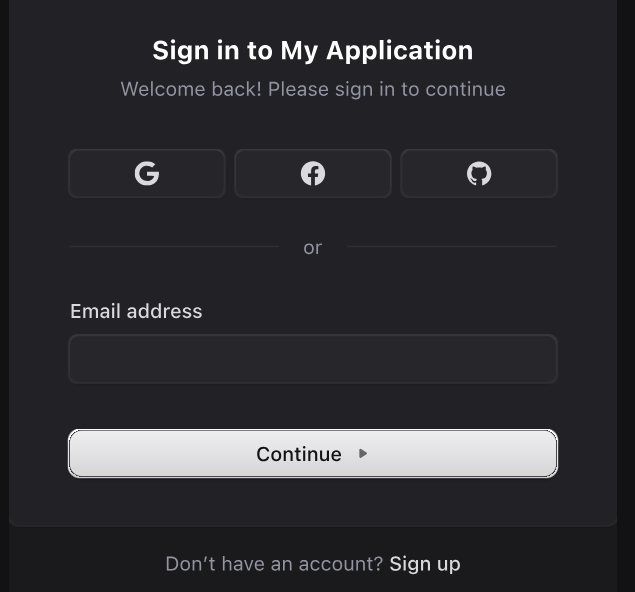 Sign in to My Application
Welcome back! Please sign in to continue
or
Email address
Continue
Don’t have an account? Sign up